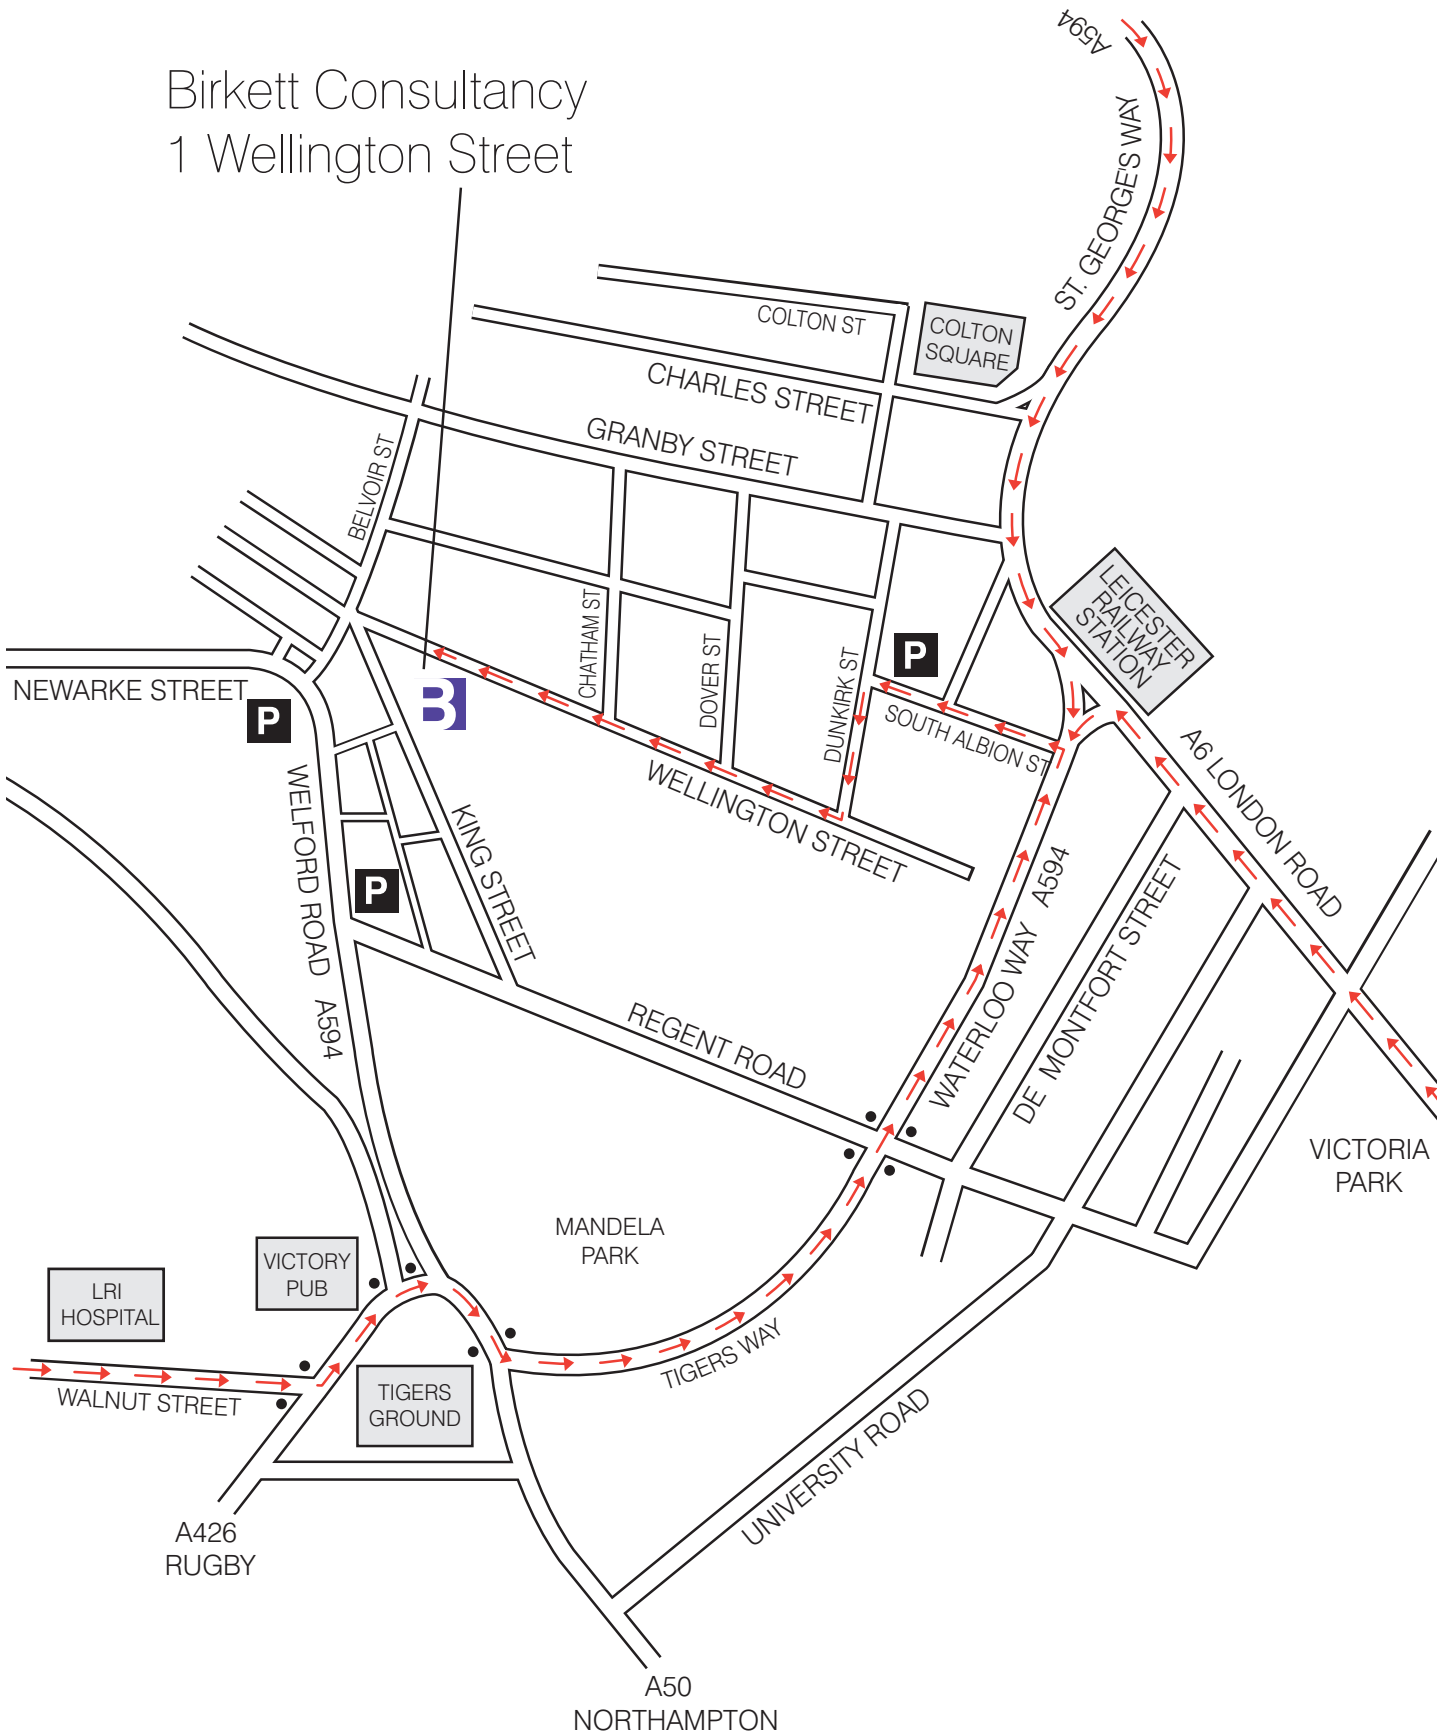 A594
Birkett Consultancy
1 Wellington Street
ST. GEORGE'S WAY
COLTON ST
COLTON
SQUARE
CHARLES STREET
GRANBY STREET
BELVOIR ST
LEICESTER
RAILWAY
STATION
CHATHAM ST
DOVER ST
DUNKIRK ST
P
NEWARKE STREET
P
B
SOUTH ALBION ST
A6 LONDON ROAD
WELLINGTON STREET
WELFORD ROAD A594
KING STREET
P
WATERLOO WAY A594
DE MONTFORT STREET
REGENT ROAD
VICTORIA
PARK
MANDELA
PARK
VICTORY
PUB
LRI
HOSPITAL
TIGERS WAY
WALNUT STREET
TIGERS
GROUND
UNIVERSITY ROAD
A426
RUGBY
A50
NORTHAMPTON